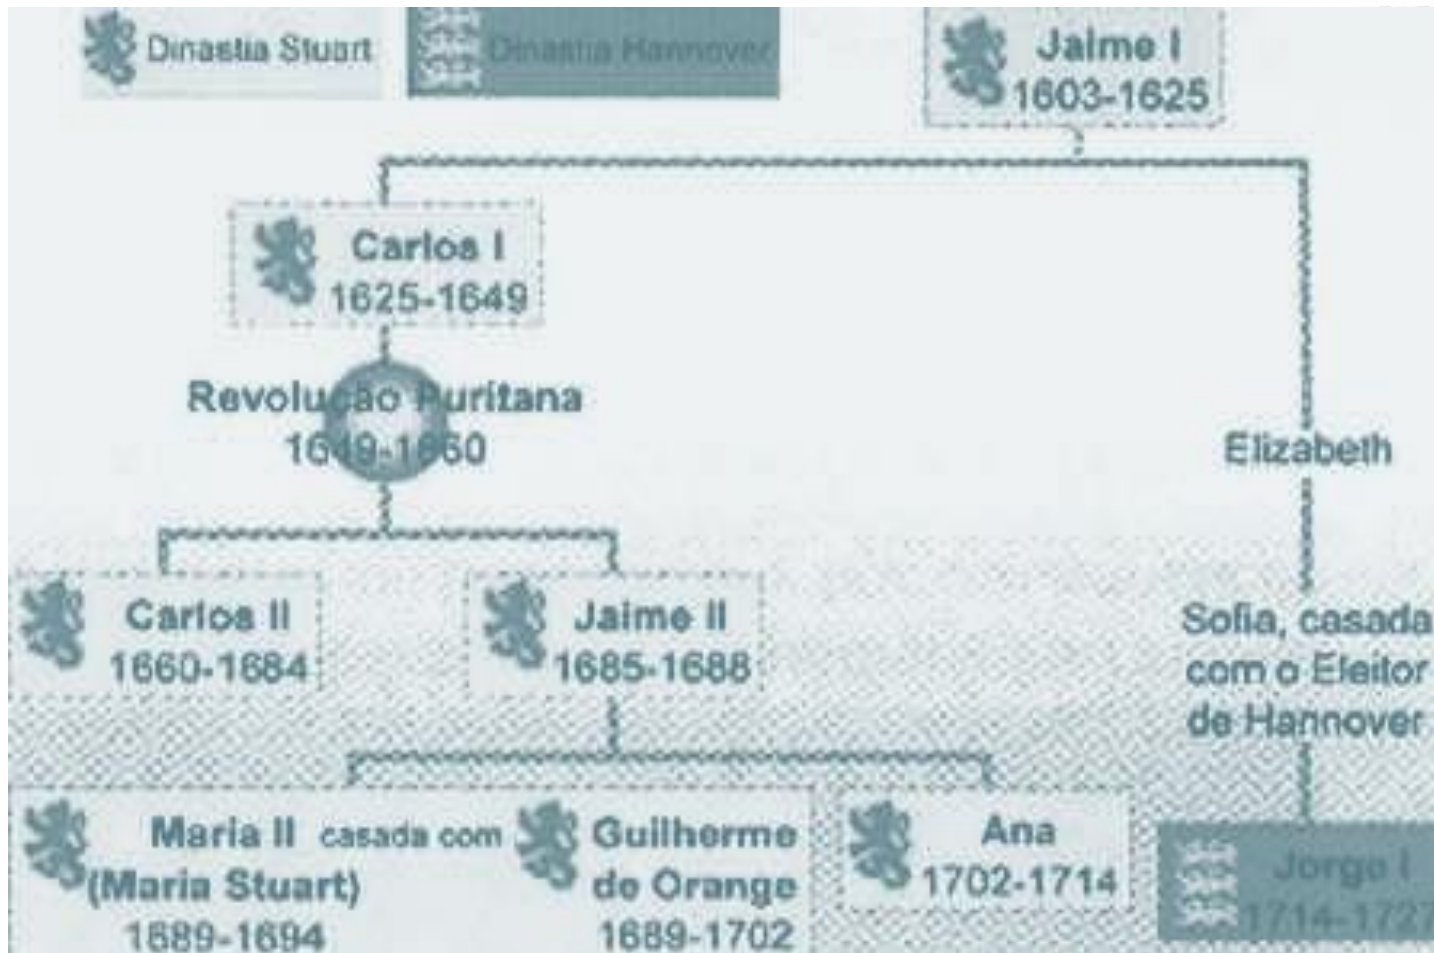 Dinastia Stuart
Dinastia Hannover
Jaime I
1603-1625
Carlos I
1625-1649
Revolução Puritana
1649-1660
Elizabeth
Carlos II
1660-1684
Jaime II
1685-1688
Sofia, casada
com o Eleitor
de Hannover
Maria II casada com
(Maria Stuart)
1689-1694
Guilherme
de Orange
1689-1702
Ana
1702-1714
Jorge I
1714-1727